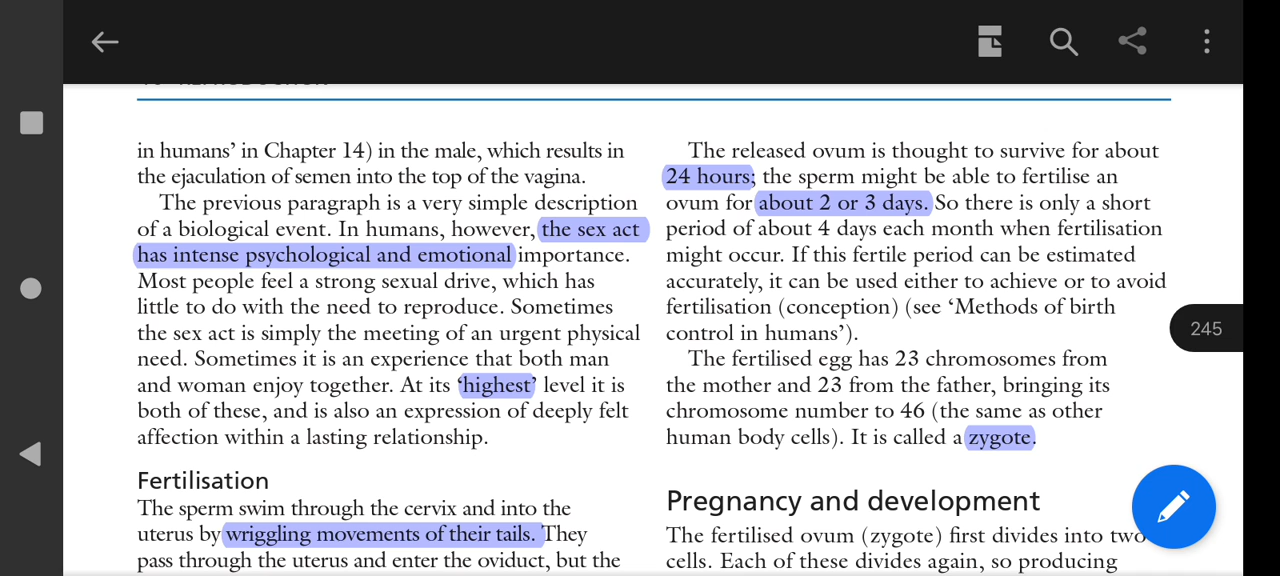 in humans' in Chapter 14) in the male, which results in
the ejaculation of semen into the top of the vagina.
The previous paragraph is a very simple description
of a biological event. In humans, however, the sex act
has intense psychological and emotional importance.
Most people feel a strong sexual drive, which has
little to do with the need to reproduce. Sometimes
the sex act is simply the meeting of an urgent physical
need. Sometimes it is an experience that both man
and woman enjoy together. At its 'highest' level it is
both of these, and is also an expression of deeply felt
affection within a lasting relationship.
Fertilisation
The sperm swim through the cervix and into the
uterus by wriggling movements of their tails. They
pass through the uterus and enter the oviduct, but the
The released ovum is thought to survive for about
24 hours; the sperm might be able to fertilise an
ovum for about 2 or 3 days. So there is only a short
period of about 4 days each month when fertilisation
might occur. If this fertile period can be estimated
accurately, it can be used either to achieve or to avoid
fertilisation (conception) (see 'Methods of birth
control in humans').
The fertilised egg has 23 chromosomes from
the mother and 23 from the father, bringing its
chromosome number to 46 (the same as other
human body cells). It is called a zygote.
Pregnancy and development
The fertilised ovum (zygote) first divides into two
cells. Each of these divides again, so producing
245